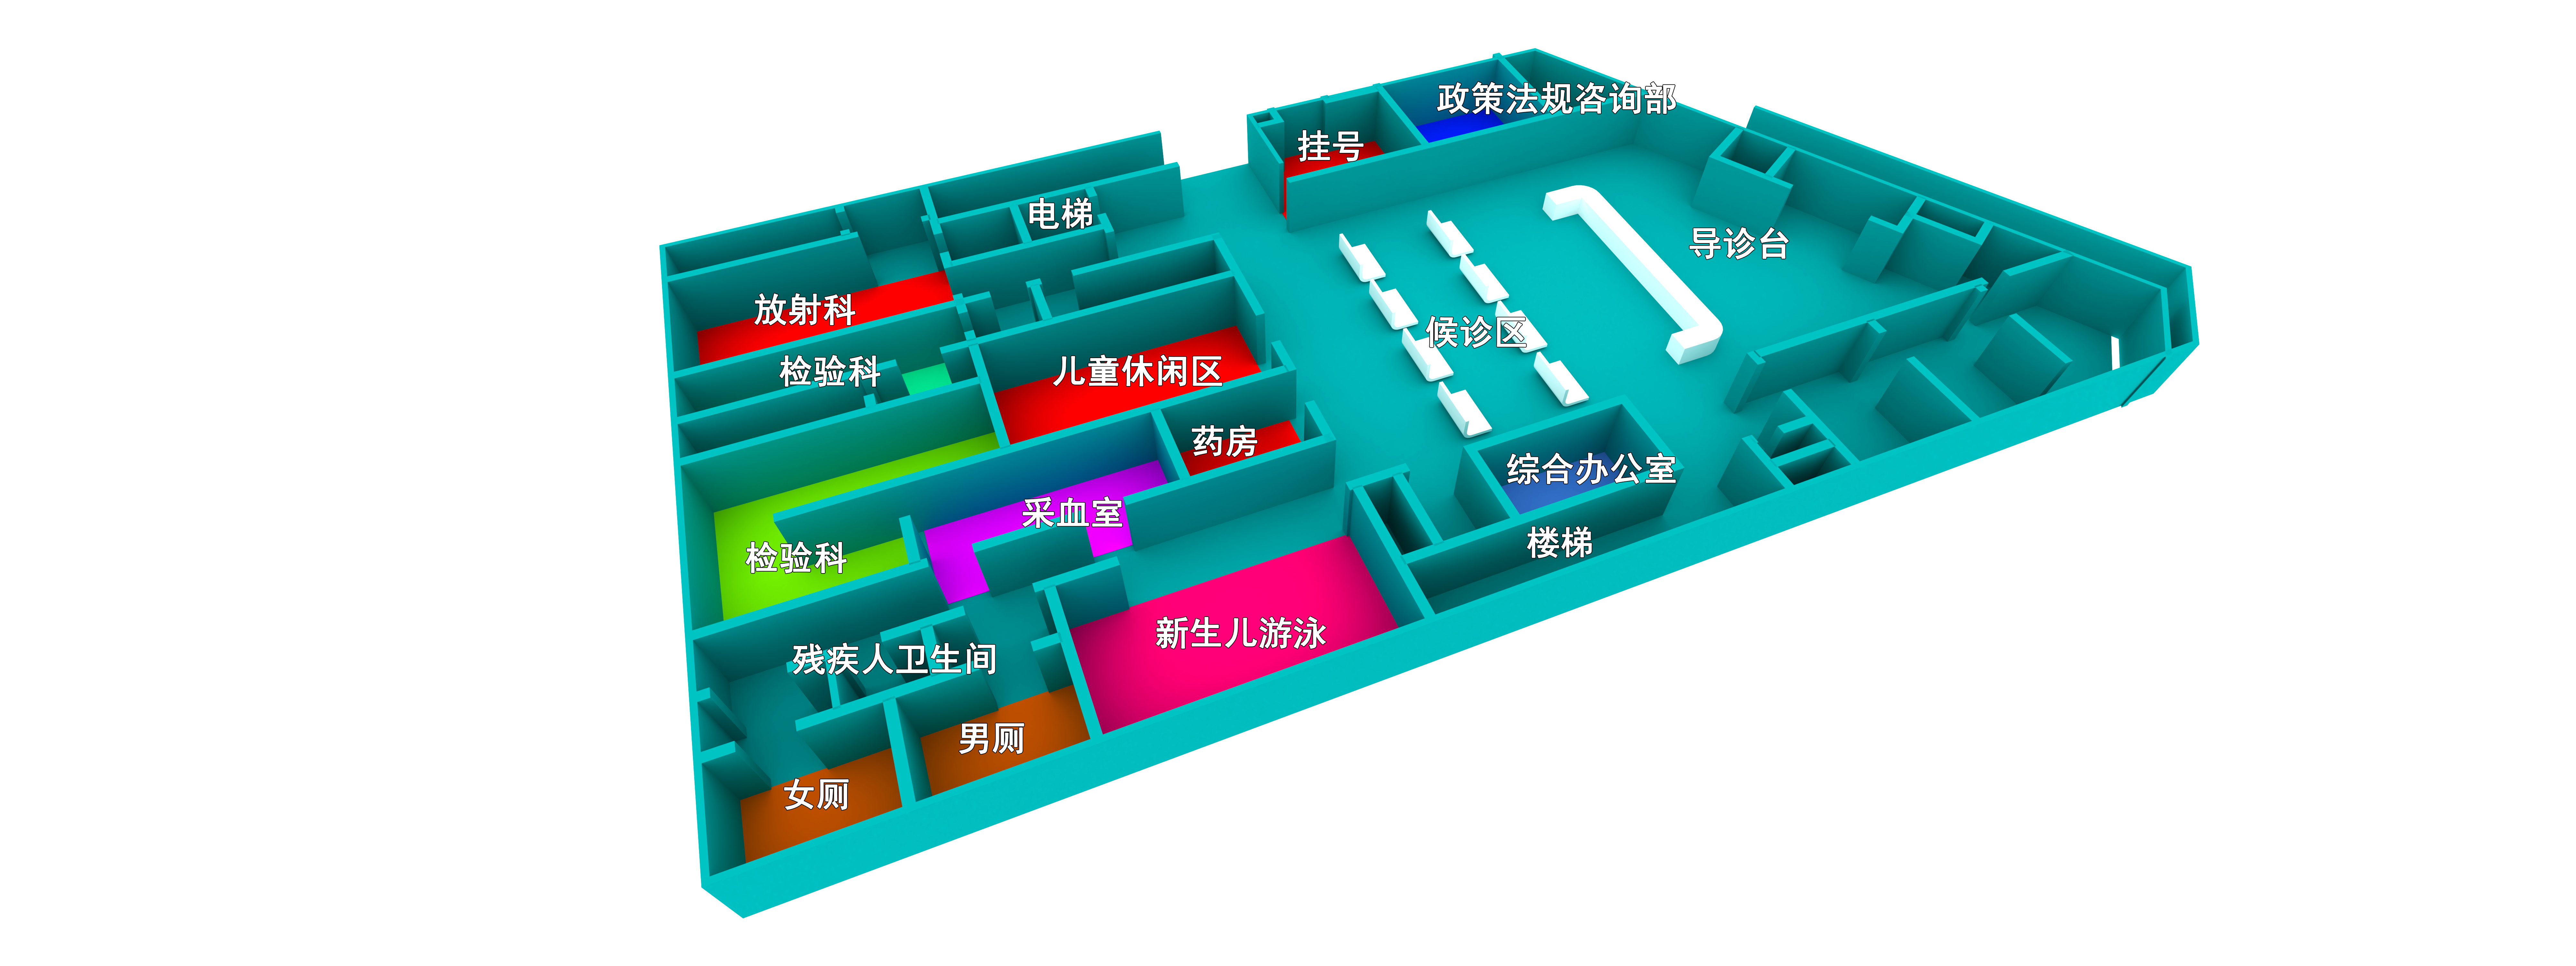 政策法规咨询部
挂号
电梯
导诊台
放射科
候诊区
检验科
儿童休闲区
药房
综合办公室
采血室
楼梯
检验科
新生儿游泳
残疾人卫生间
男厕
女厕